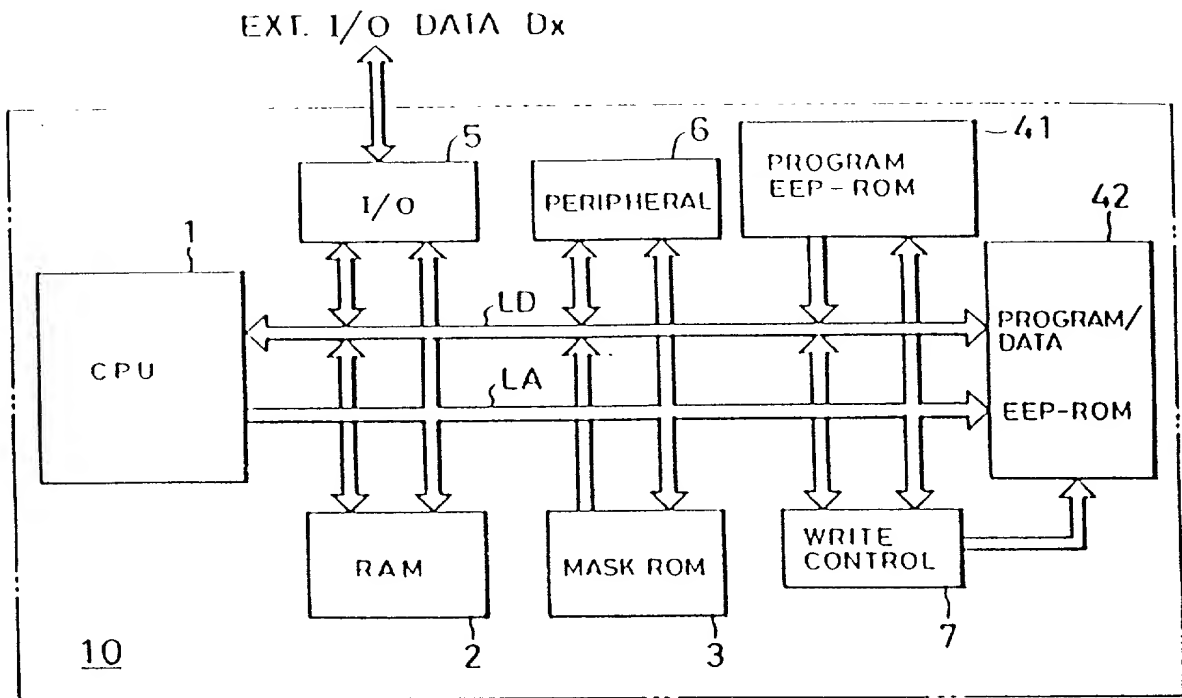 EXT. I/O DATA Dx
5
I/O
6
PERIPHERAL
41
PROGRAM
EEP-ROM
42
PROGRAM/
DATA
EEP-ROM
1
CPU
LD
LA
RAM
2
MASK ROM
3
WRITE
CONTROL
7
10